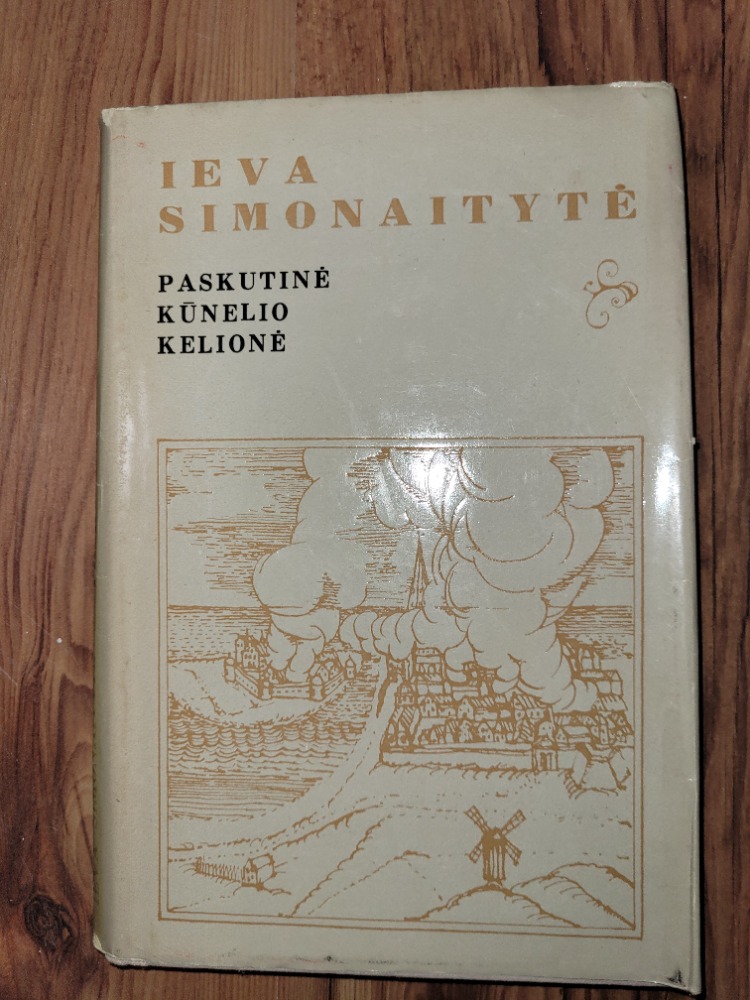 IEVA
SIMONAITYTĖ
PASKUTINĖ
KŪNELIO
KELIONĖ